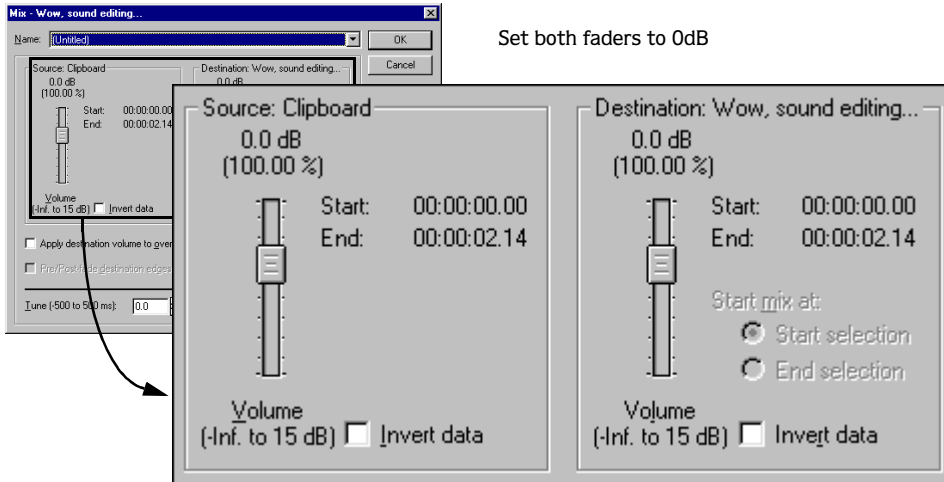 Mix - Wow, sound editing...
Name: (Untitled)
OK
Cancel
Set both faders to 0dB
Source: Clipboard
0.0 dB
(100.00 %)
Start: 00:00:00.00
End: 00:00:02.14
Volume
(-Inf. to 15 dB) Invert data
Destination: Wow, sound editing...
0.0 dB
Apply destination volume to over
Pre/Post-fade destination edges
Tune (-500 to 500 ms): 0.0
Source: Clipboard
0.0 dB
(100.00 %)
Start: 00:00:00.00
End: 00:00:02.14
Volume
(-Inf. to 15 dB) Invert data
Destination: Wow, sound editing...
0.0 dB
(100.00 %)
Start: 00:00:00.00
End: 00:00:02.14
Start mix at:
Start selection
End selection
Volume
(-Inf. to 15 dB) Invert data